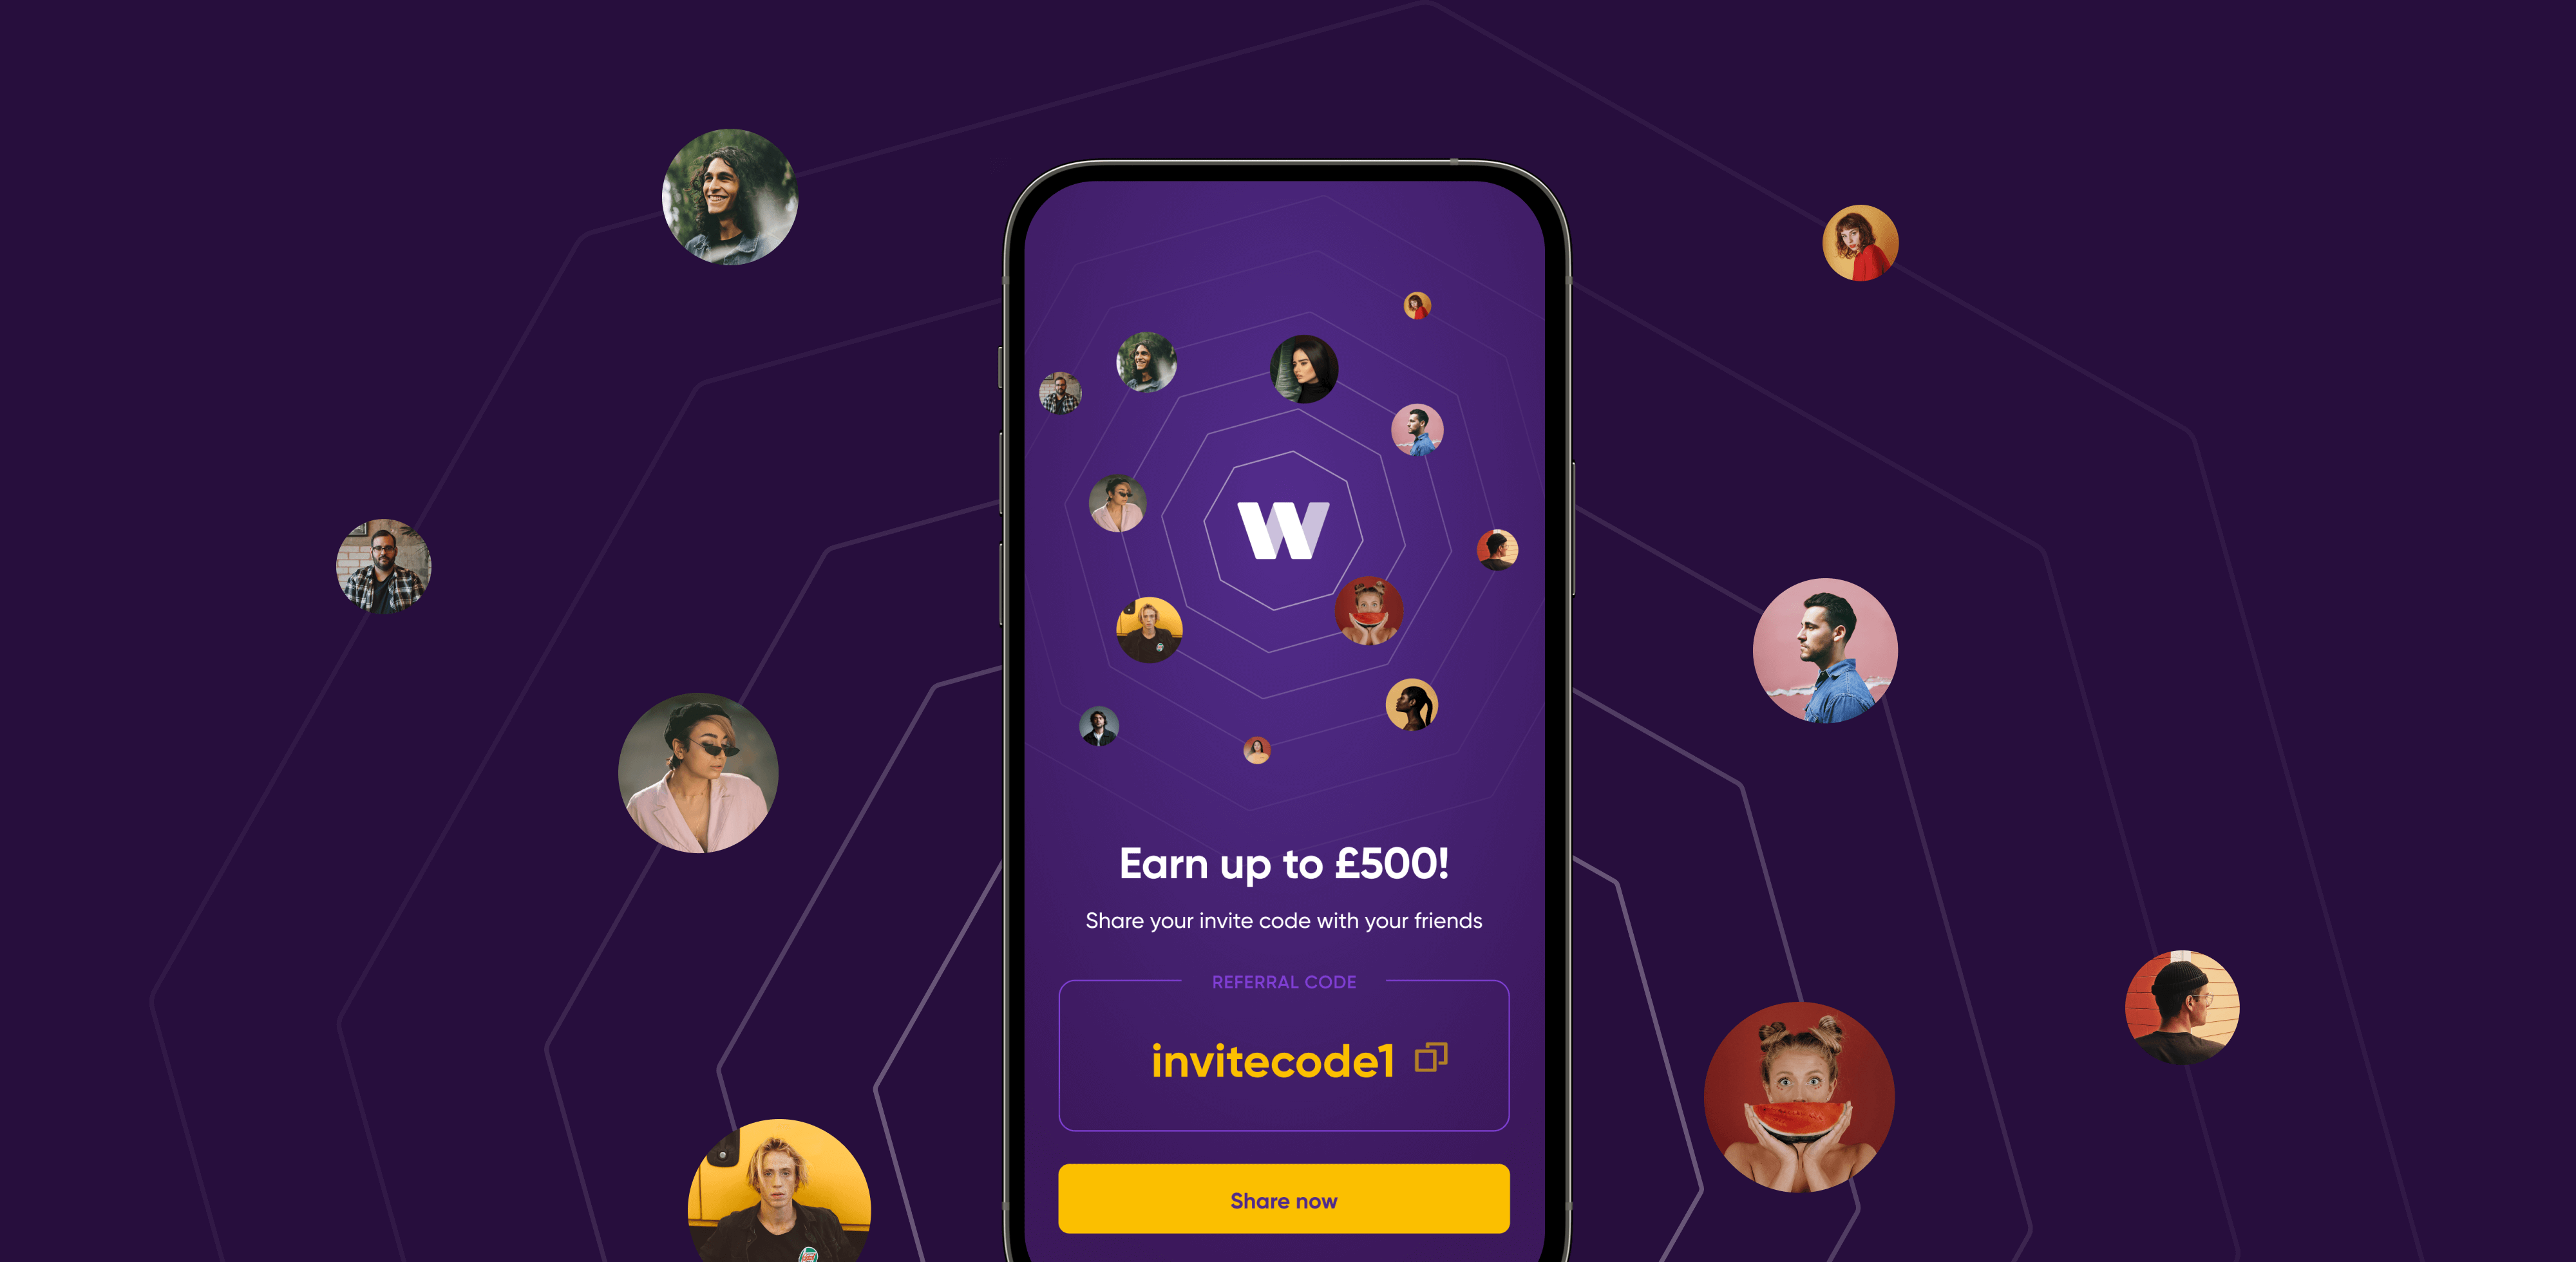 W
Earn up to £500!
Share your invite code with your friends
REFERRAL CODE
invitecode1
Share now